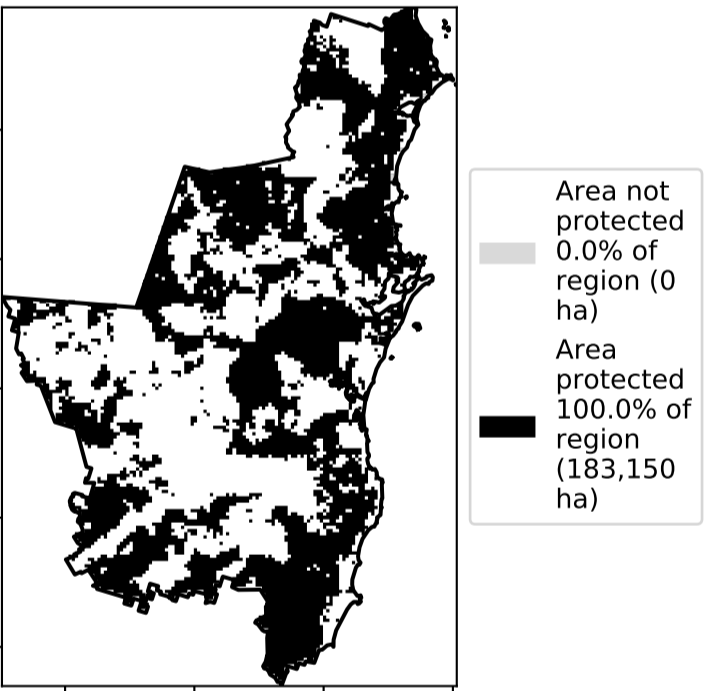 Area not
protected
0.0% of
region (0
ha)
Area
protected
100.0% of
region
(183,150
ha)